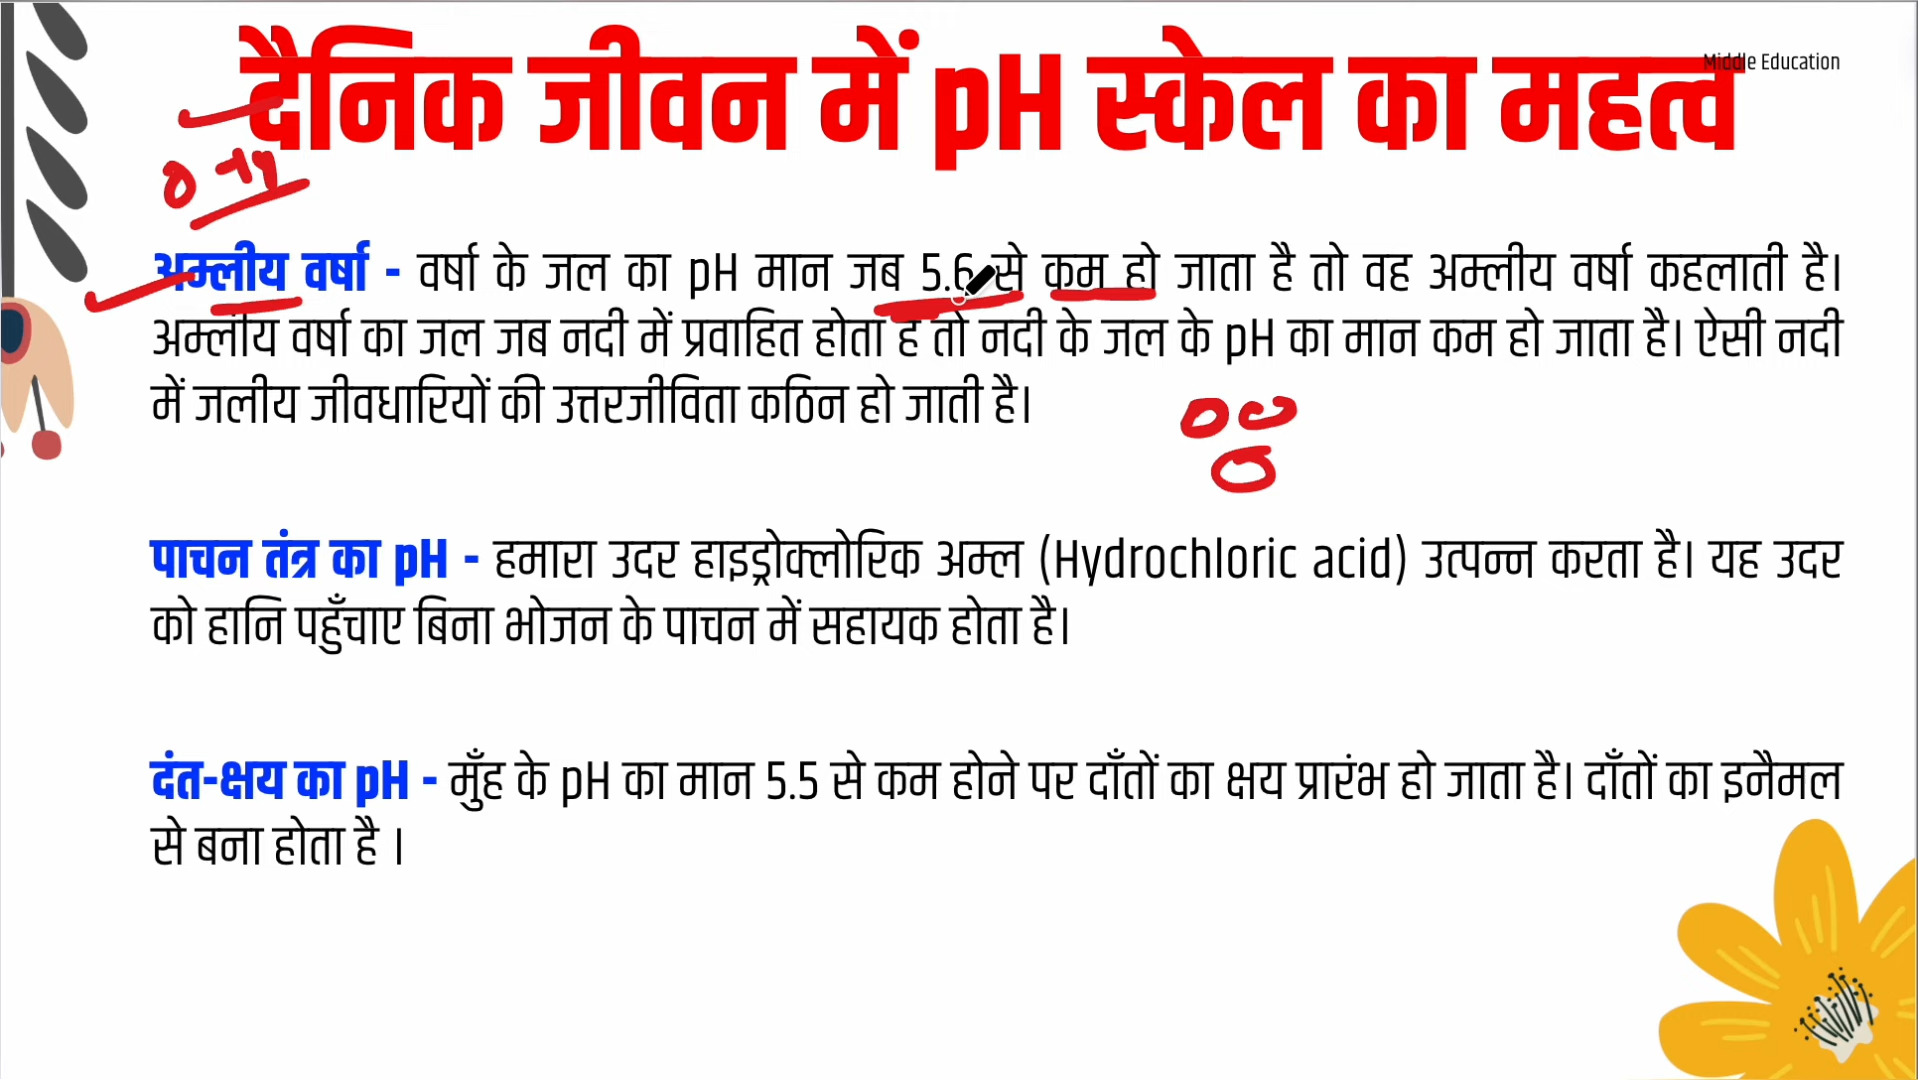 दैनिक जीवन में pH स्केल का महत्व
Middle Education
0-14
अम्लीय वर्षा - वर्षा के जल का pH मान जब 5.6 से कम हो जाता है तो वह अम्लीय वर्षा कहलाती है।
अम्लीय वर्षा का जल जब नदी में प्रवाहित होता है तो नदी के जल के pH का मान कम हो जाता है। ऐसी नदी
में जलीय जीवधारियों की उत्तरजीविता कठिन हो जाती है।
पाचन तंत्र का pH - हमारा उदर हाइड्रोक्लोरिक अम्ल (Hydrochloric acid) उत्पन्न करता है। यह उदर
को हानि पहुँचाए बिना भोजन के पाचन में सहायक होता है।
दंत-क्षय का pH - मुँह के pH का मान 5.5 से कम होने पर दाँतों का क्षय प्रारंभ हो जाता है। दाँतों का इनैमल
से बना होता है ।